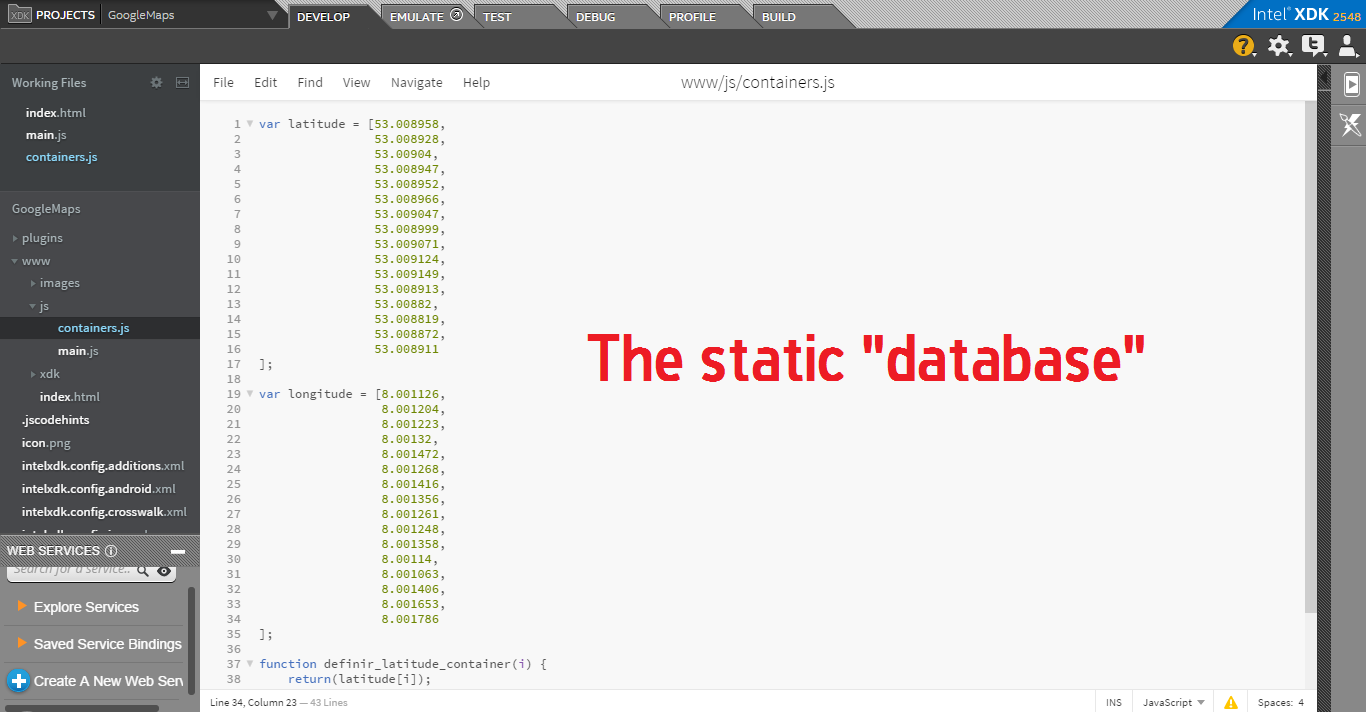 XDK PROJECTS GoogleMaps DEVELOP EMULATE TEST DEBUG PROFILE BUILD Intel® XDK 2548
Working Files
index.html
main.js
containers.js
GoogleMaps
plugins
www
images
js
containers.js
main.js
xdk
index.html
.jscodehints
icon.png
intelxdk.config.additions.xml
intelxdk.config.android.xml
intelxdk.config.crosswalk.xml
WEB SERVICES
Search for a service..
Explore Services
Saved Service Bindings
Create A New Web Serv
File Edit Find View Navigate Help www/js/containers.js
1 var latitude = [53.008958,
2 53.008928,
3 53.00904,
4 53.008947,
5 53.008952,
6 53.008966,
7 53.009047,
8 53.008999,
9 53.009071,
10 53.009124,
11 53.009149,
12 53.008913,
13 53.00882,
14 53.008819,
15 53.008872,
16 53.008911
17 ];
18
19 var longitude = [8.001126,
20 8.001204,
21 8.001223,
22 8.00132,
23 8.001472,
24 8.001268,
25 8.001416,
26 8.001356,
27 8.001261,
28 8.001248,
29 8.001358,
30 8.00114,
31 8.001063,
32 8.001406,
33 8.001653,
34 8.001786
35 ];
36
37 function definir_latitude_container(i) {
38 return(latitude[i]);
The static "database"
Line 34, Column 23 — 43 Lines INS JavaScript Spaces: 4